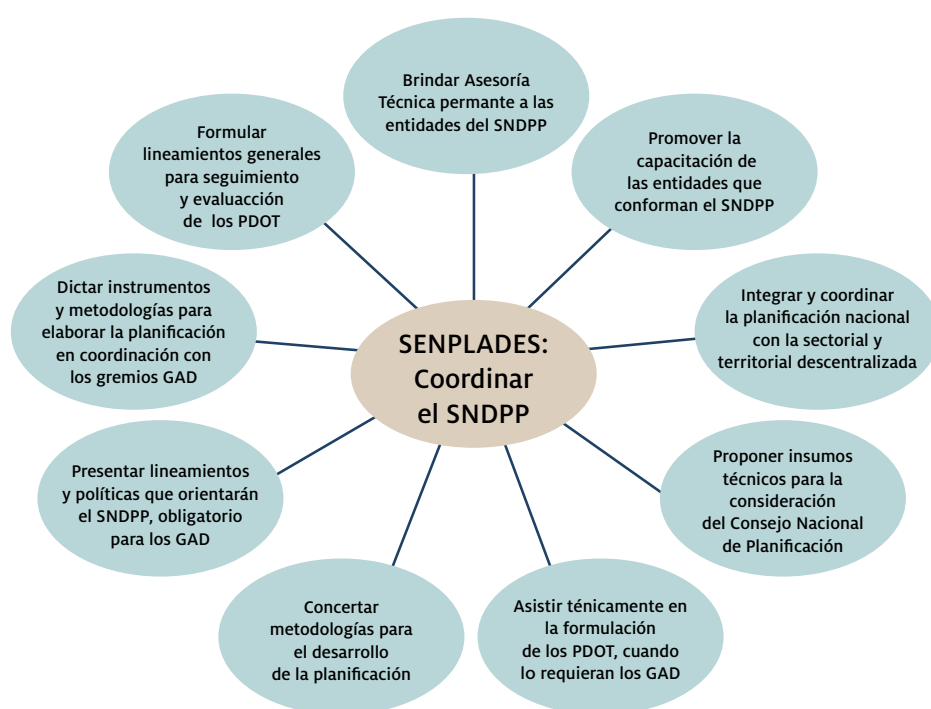 Brindar Asesoría
Técnica permante a las
entidades del SNDPP
Promover la
capacitación de
las entidades que
conforman el SNDPP
Integrar y coordinar
la planificación nacional
con la sectorial y
territorial descentralizada
Proponer insumos
técnicos para la
consideración
del Consejo Nacional
de Planificación
Asistir ténicamente en
la formulación
de los PDOT, cuando
lo requieran los GAD
Concertar
metodologías para
el desarrollo
de la planificación
Presentar lineamientos
y políticas que orientarán
el SNDPP, obligatorio
para los GAD
Dictar instrumentos
y metodologías para
elaborar la planificación
en coordinación con
los gremios GAD
Formular
lineamientos generales
para seguimiento
y evaluacción
de los PDOT
SENPLADES:
Coordinar
el SNDPP